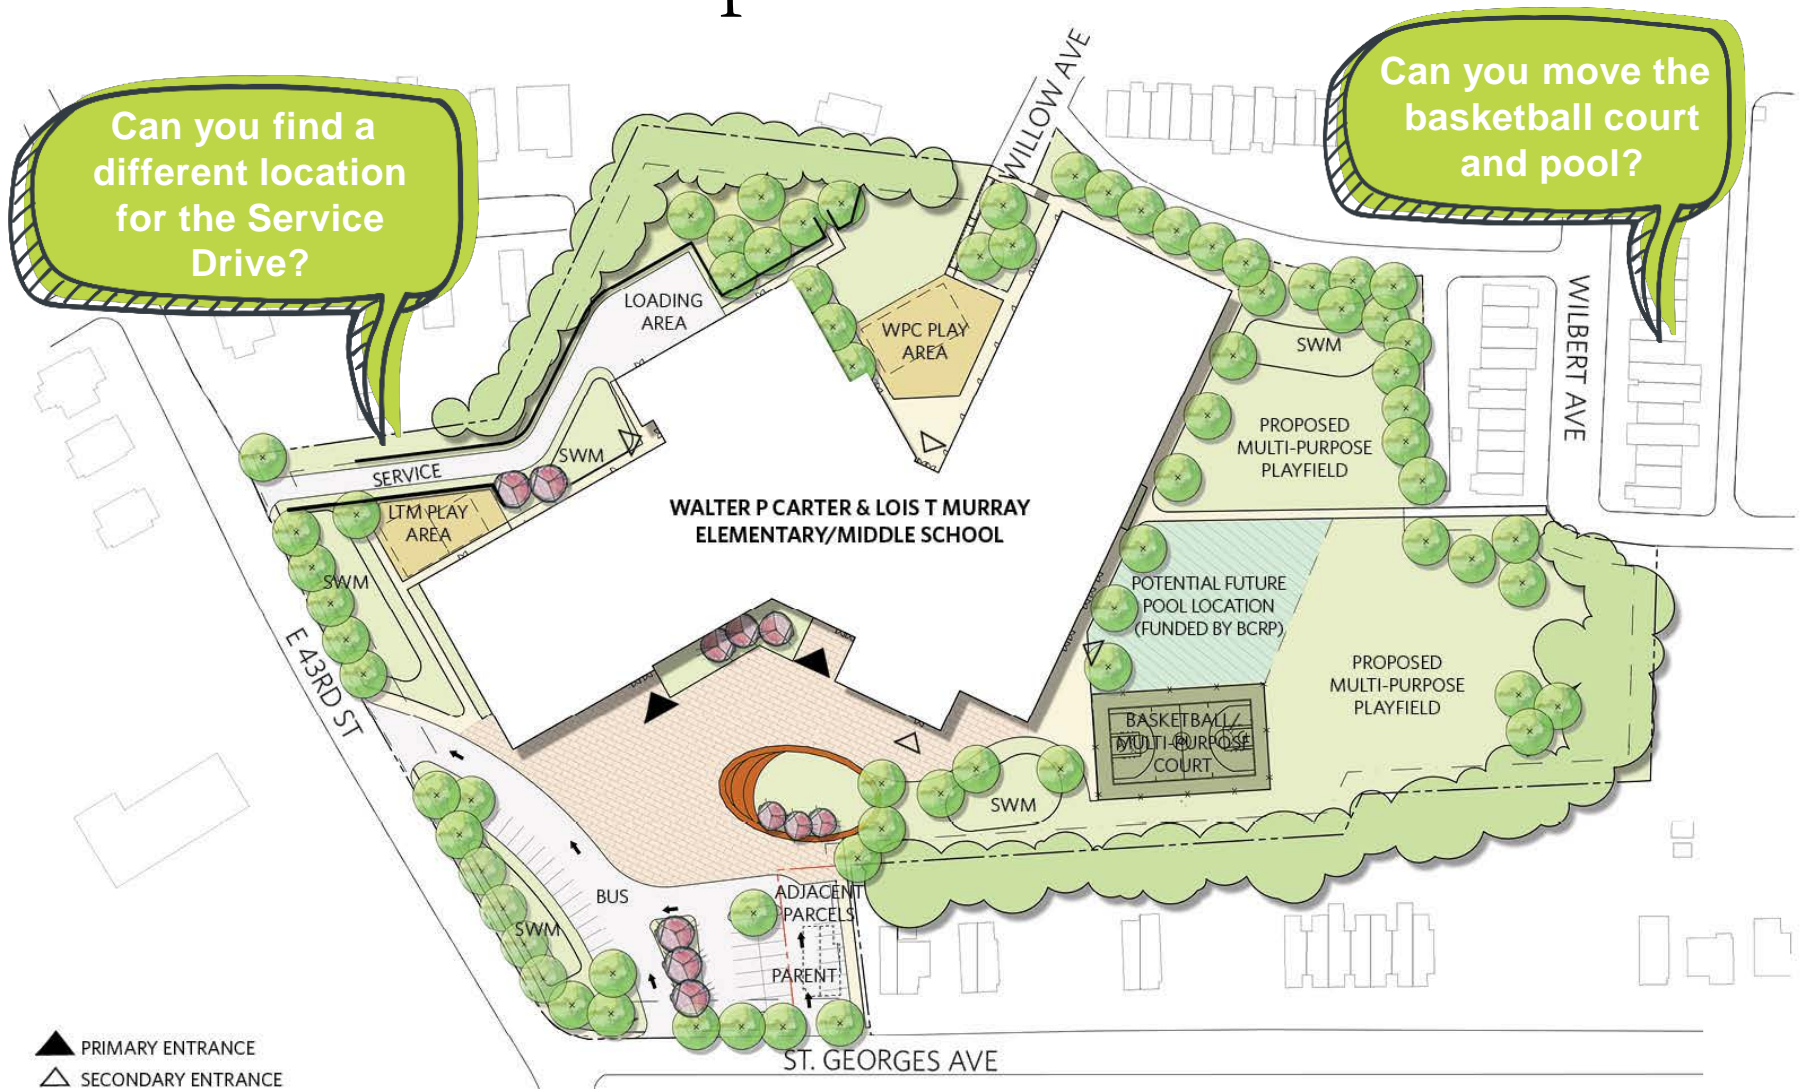 Can you find a
different location
for the Service
Drive?
Can you move the
basketball court
and pool?
WILLOW AVE
LOADING
AREA
WPC PLAY
AREA
SWM
WILBERT AVE
PROPOSED
MULTI-PURPOSE
PLAYFIELD
SWM
SERVICE
LTM PLAY
AREA
WALTER P CARTER & LOIS T MURRAY
ELEMENTARY/MIDDLE SCHOOL
SWM
POTENTIAL FUTURE
POOL LOCATION
(FUNDED BY BCRP)
E 43RD ST
PROPOSED
MULTI-PURPOSE
PLAYFIELD
BASKETBALL/
MULTI-PURPOSE
COURT
SWM
BUS
ADJACENT
PARCELS
SWM
PARENT
PRIMARY ENTRANCE
SECONDARY ENTRANCE
ST. GEORGES AVE